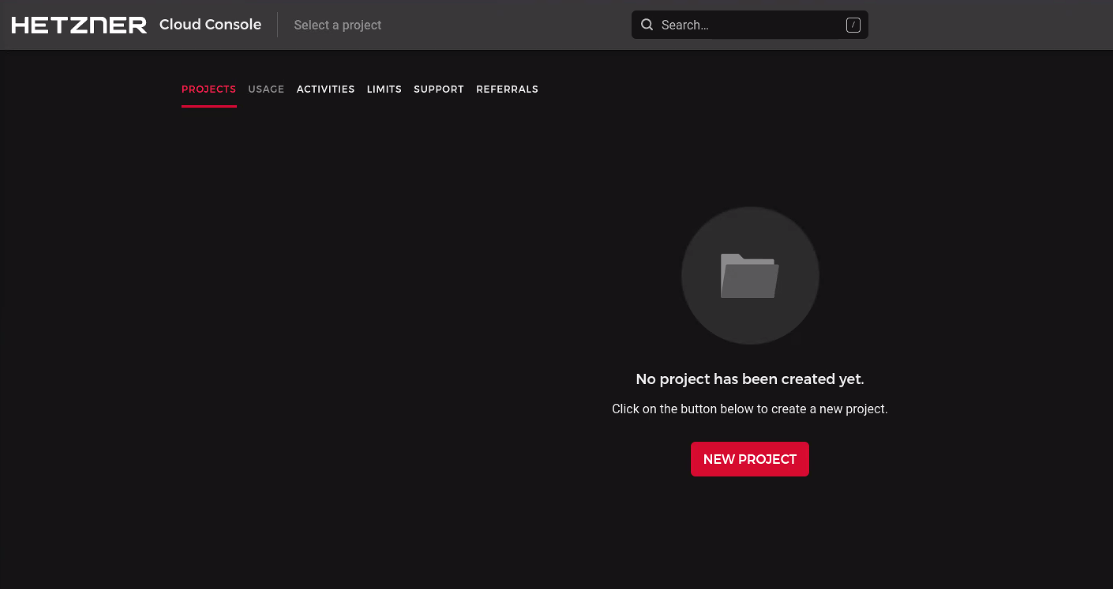 HETZNER Cloud Console Select a project Search... /
PROJECTS USAGE ACTIVITIES LIMITS SUPPORT REFERRALS
No project has been created yet.
Click on the button below to create a new project.
NEW PROJECT